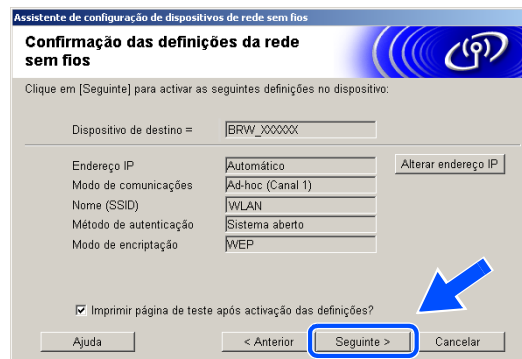 Assistente de configuração de dispositivos de rede sem fios
Confirmação das definições da rede
sem fios
Clique em [Seguinte] para activar as seguintes definições no dispositivo:
Dispositivo de destino = BRW_XXXXXX
Endereço IP Automático Alterar endereço IP
Modo de comunicações Ad-hoc (Canal 1)
Nome (SSID) WLAN
Método de autenticação Sistema aberto
Modo de encriptação WEP
Imprimir página de teste após activação das definições?
Ajuda < Anterior Seguinte > Cancelar